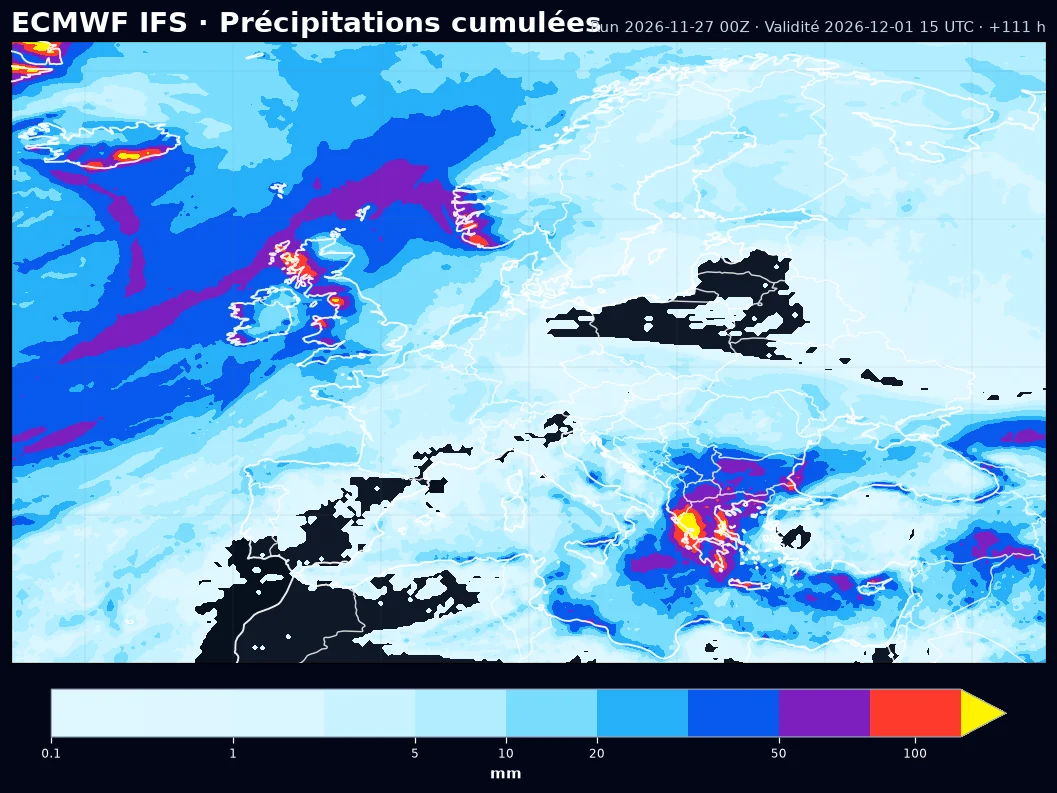 ECMWF IFS · Précipitations cumulées
Run 2026-11-27 00Z · Validité 2026-12-01 15 UTC · +111 h
0.1 1 5 10 20 50 100
mm